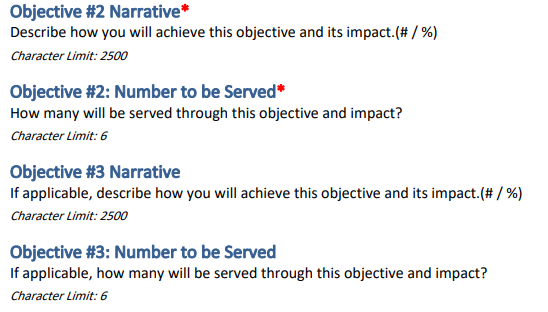 Objective #2 Narrative*
Describe how you will achieve this objective and its impact.(# / %)
Character Limit: 2500
Objective #2: Number to be Served*
How many will be served through this objective and impact?
Character Limit: 6
Objective #3 Narrative
If applicable, describe how you will achieve this objective and its impact.(# / %)
Character Limit: 2500
Objective #3: Number to be Served
If applicable, how many will be served through this objective and impact?
Character Limit: 6